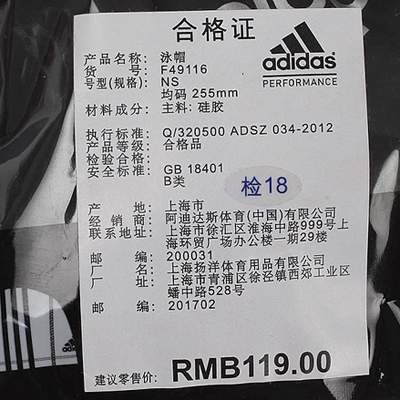 合格证
adidas
PERFORMANCE
产品名称: 泳帽
货 号: F49116
号型(规格): NS
均码 255mm
材料成分: 主料: 硅胶
执行标准: Q/320500 ADSZ 034-2012
产品等级: 合格品
检验合格:
安全标准: GB 18401
B类
检18
产 地: 上海市
经 销 商: 阿迪达斯体育(中国)有限公司
联系地址: 上海市徐汇区淮海中路999号上
海环贸广场办公楼一期29楼
邮 编: 200031
厂 名: 上海扬洋体育用品有限公司
厂 址: 上海市青浦区徐泾镇西郊工业区
蟠中路528号
邮 编: 201702
建议零售价: RMB119.00
adidas